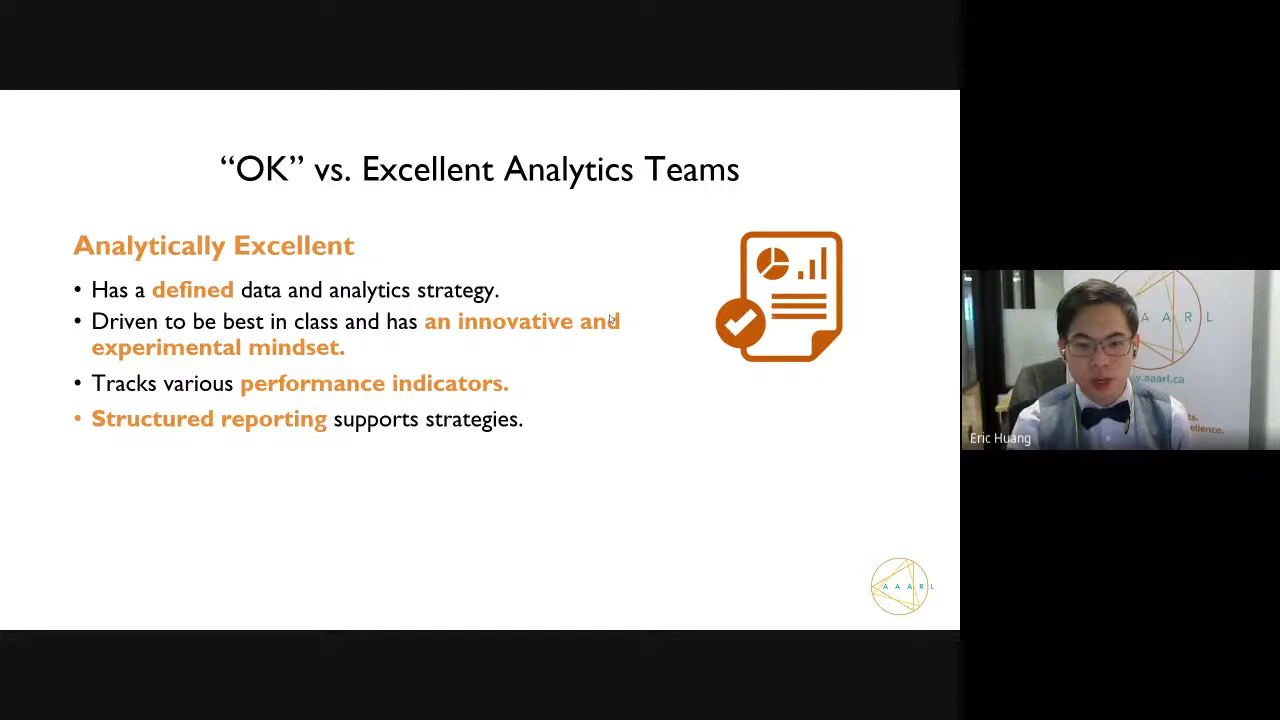 “OK” vs. Excellent Analytics Teams
Analytically Excellent
• Has a defined data and analytics strategy.
• Driven to be best in class and has an innovative and
experimental mindset.
• Tracks various performance indicators.
• Structured reporting supports strategies.
A A A R L
A A R L
www.aaarl.ca
Eric Huang